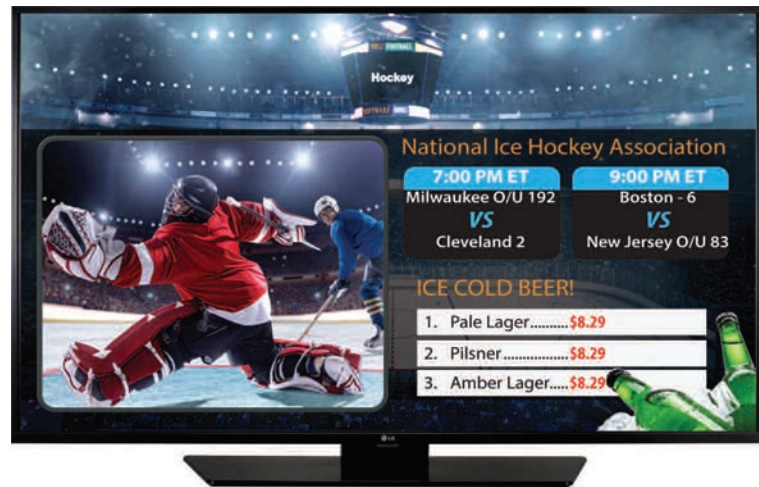 FOOTBALL
Hockey
SOFTWARE
National Ice Hockey Association
7:00 PM ET
Milwaukee O/U 192
VS
Cleveland 2
9:00 PM ET
Boston - 6
VS
New Jersey O/U 83
ICE COLD BEER!
1. Pale Lager..........$8.29
2. Pilsner.................$8.29
3. Amber Lager.....$8.29
LG